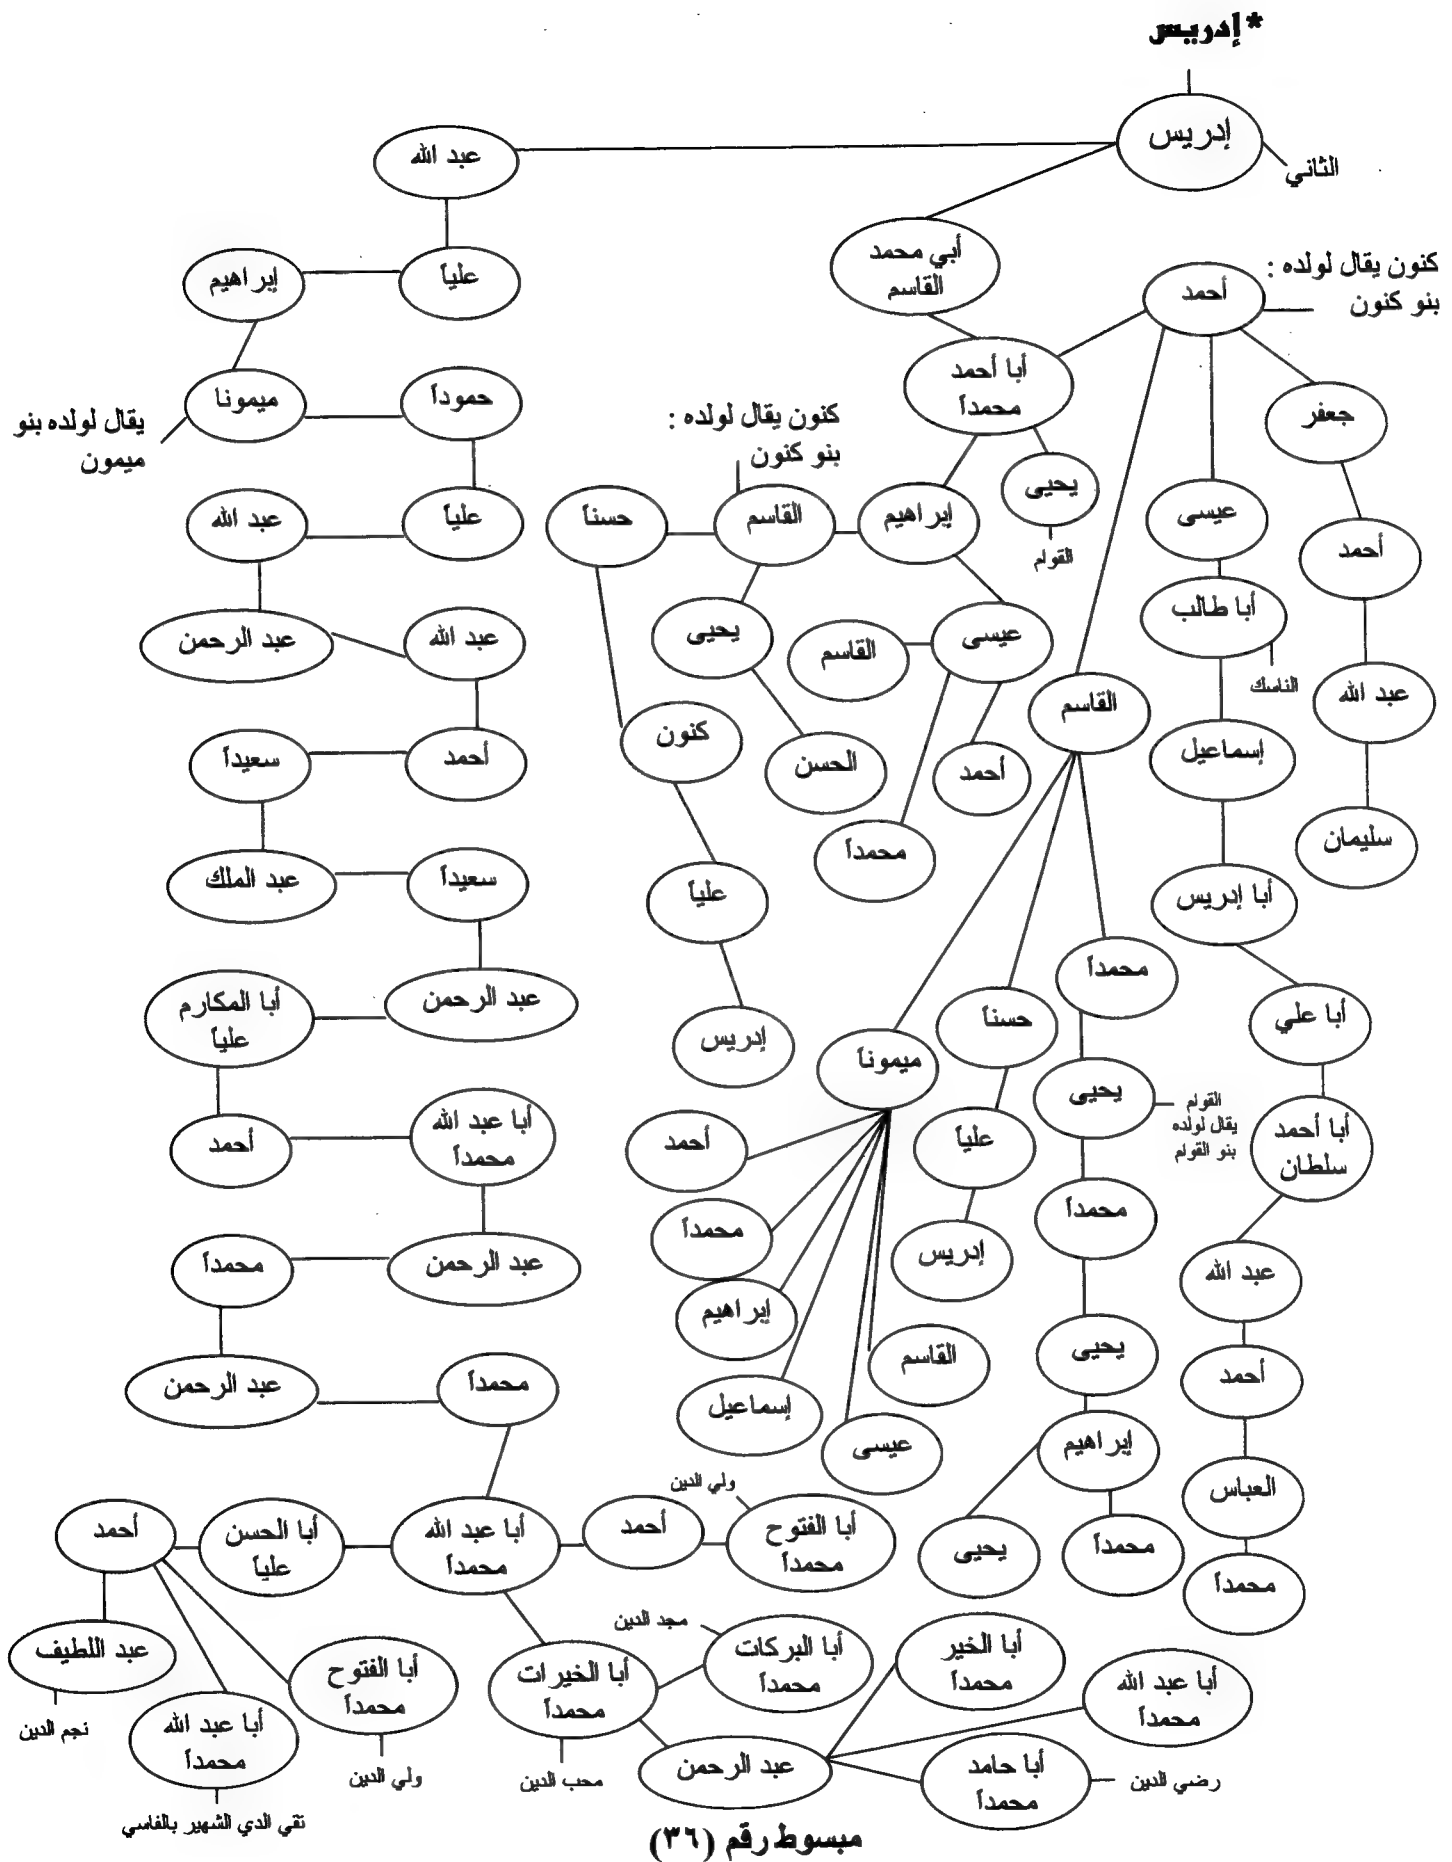 *إدريس
إدريس
الثاني
عبد الله
أبي محمد
القاسم
علياً
إبراهيم
أحمد
كنون يقال لولده :
بنو كنون
أبا أحمد
محمداً
حموداً
ميمونا
يقال لولده بنو
ميمون
جعفر
كنون يقال لولده :
بنو كنون
يحيى
القوام
إبراهيم
القاسم
حسناً
علياً
عبد الله
عيسى
أحمد
أبا طالب
الناسك
عيسى
القاسم
يحيى
عبد الله
عبد الرحمن
عبد الله
القاسم
كنون
إسماعيل
أحمد
الحسن
أحمد
سعيداً
سليمان
محمداً
سعيداً
عبد الملك
أبا إدريس
علياً
محمداً
عبد الرحمن
أبا المكارم
علياً
أبا علي
حسناً
إدريس
ميموناً
يحيى
القوام
يقال لولده
بنو القوام
أبا أحمد
سلطان
علياً
أحمد
أبا عبد الله
محمداً
أحمد
محمداً
محمداً
إدريس
عبد الله
عبد الرحمن
محمداً
إبراهيم
يحيى
القاسم
أحمد
محمداً
عبد الرحمن
إسماعيل
عيسى
إبراهيم
العباس
ولي الدين
أبا الفتوح
محمداً
أحمد
أبا عبد الله
محمداً
أبا الحسن
علياً
أحمد
محمداً
يحيى
محمداً
مجد الدين
أبا البركات
محمداً
أبا الخير
محمداً
أبا عبد الله
محمداً
أبا الخيرات
محمداً
محب الدين
أبا الفتوح
محمداً
ولي الدين
عبد اللطيف
نجم الدين
أبا عبد الله
محمداً
تقي الدي الشهير بالفاسي
عبد الرحمن
أبا حامد
محمداً
رضي الدين
مبسوط رقم (٣٦)